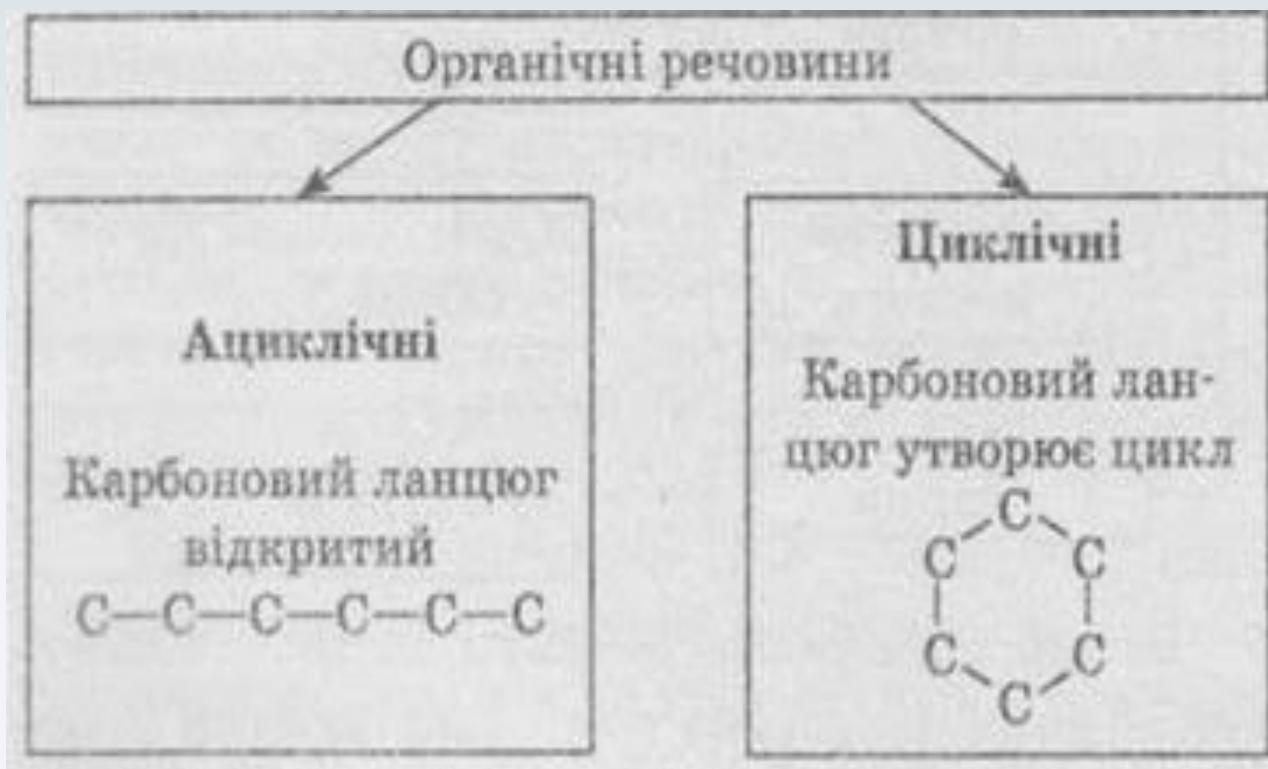 Органічні речовини
Ациклічні
Карбоновий ланцюг
відкритий
C—C—C—C—C—C
Циклічні
Карбоновий лан-
цюг утворює цикл
C
C C
C C
C